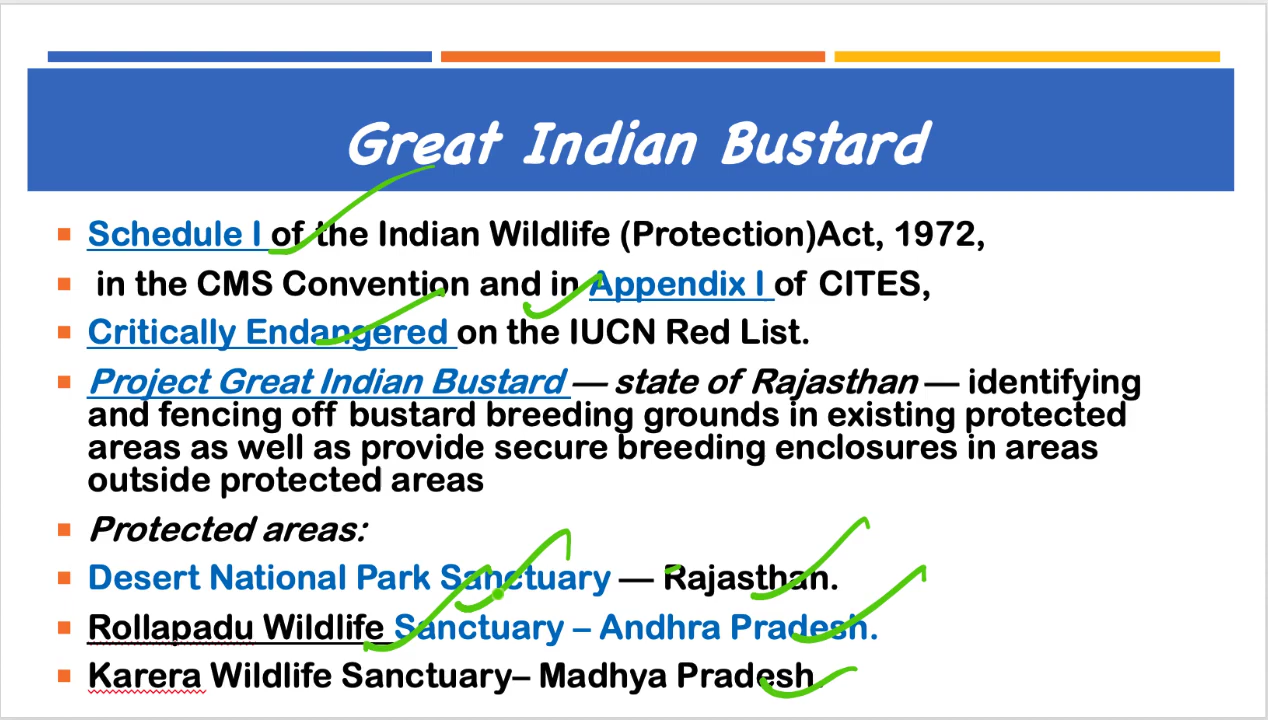 Great Indian Bustard
Schedule I of the Indian Wildlife (Protection)Act, 1972,
in the CMS Convention and in Appendix I of CITES,
Critically Endangered on the IUCN Red List.
Project Great Indian Bustard — state of Rajasthan — identifying
and fencing off bustard breeding grounds in existing protected
areas as well as provide secure breeding enclosures in areas
outside protected areas
Protected areas:
Desert National Park Sanctuary — Rajasthan.
Rollapadu Wildlife Sanctuary – Andhra Pradesh.
Karera Wildlife Sanctuary– Madhya Pradesh.